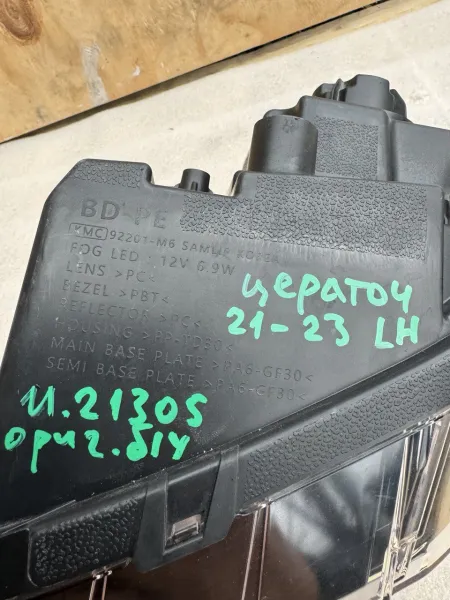 BD-PE
YMC 92201-M6 SAMLIP KOREA
FOG LED : 12V 6.9W
LENS >PC<
BEZEL >PBT<
REFLECTOR >PC<
HOUSING >PP-TD30<
MAIN BASE PLATE >PA6-GF30<
SEMI BASE PLATE >PA6-GF30<
цераточ
21-23 LH
И.21305
ориг.б/у